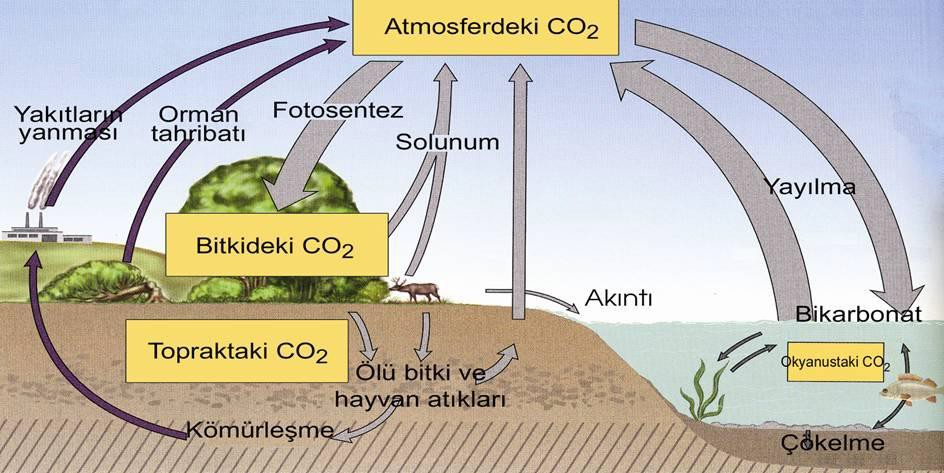 Atmosferdeki CO2
Yakıtların
yanması
Orman
tahribatı
Fotosentez
Solunum
Yayılma
Bitkideki CO2
Akıntı
Bikarbonat
Topraktaki CO2
Okyanustaki CO2
Ölü bitki ve
hayvan atıkları
Kömürleşme
Çökelme